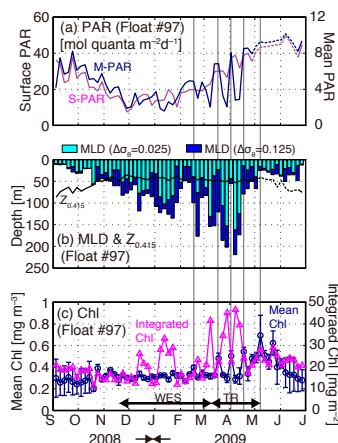 (a) PAR (Float #97)
[mol quanta m⁻²d⁻¹]
M-PAR
S-PAR
Surface PAR
60
40
20
0
Mean PAR
12
8
4
0
MLD (Δσθ=0.025)
MLD (Δσθ=0.125)
Depth [m]
0
50
100
150
200
250
Z0.415
(b) MLD & Z0.415
(Float #97)
(c) Chl [mg m⁻³]
(Float #97)
Integrated
Chl
Mean
Chl
Mean Chl [mg m⁻³]
1
0.8
0.6
0.4
0.2
0
Integraed Chl [mg m⁻²]
50
40
30
20
10
0
WES
TR
S O N D J F M A M J J
2008
2009